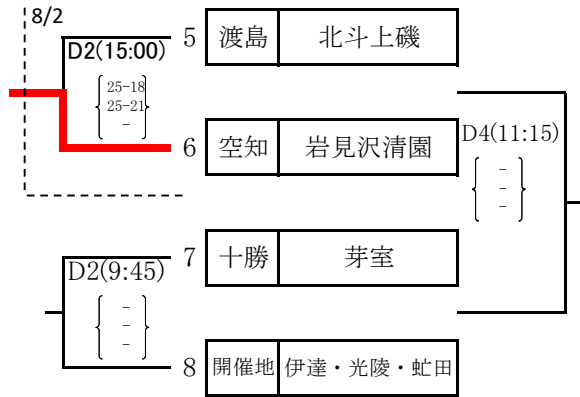 8/2
D2(15:00)
5 渡島 北斗上磯
25-18
25-21
-
6 空知 岩見沢清園
D4(11:15)
-
-
-
7 十勝 芽室
D2(9:45)
-
-
-
8 開催地 伊達・光陵・虻田